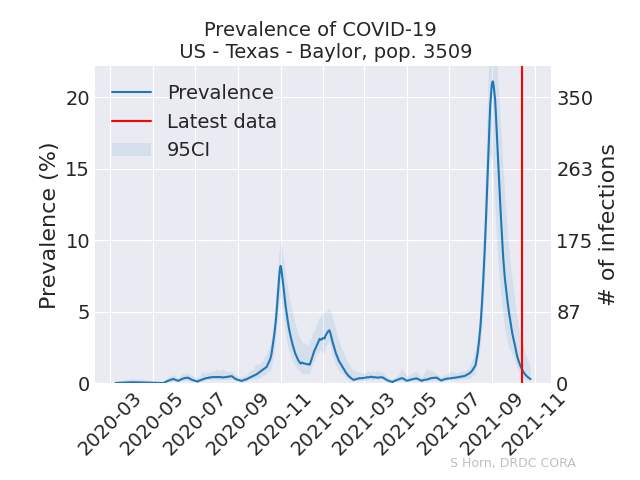 Prevalence of COVID-19
US - Texas - Baylor, pop. 3509
Prevalence
Latest data
95CI
Prevalence (%)
20
15
10
5
0
350
263
175
87
0
# of infections
2020-03
2020-05
2020-07
2020-09
2020-11
2021-01
2021-03
2021-05
2021-07
2021-09
2021-11
S Horn, DRDC CORA